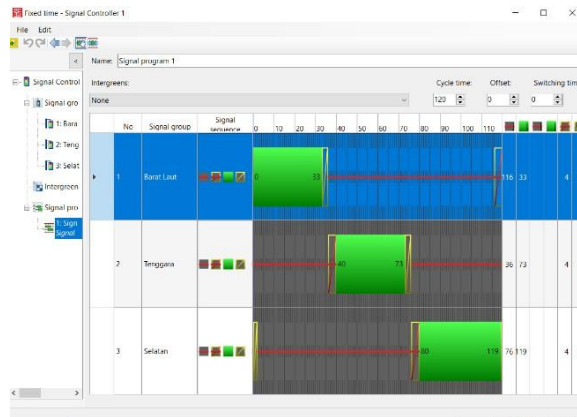 Fixed time - Signal Controller 1
File Edit
Name: Signal program 1
Signal Control
Intergreens:
Cycle time: Offset: Switching tim
None
120 0 0
Signal gro
1: Bara
2: Teng
3: Selat
Intergreen
Signal pro
1: Sign
Signal
No Signal group Signal sequence 0 10 20 30 40 50 60 70 80 90 100 110
1 Barat Laut 0 33 116 33 4
2 Tenggara 40 73 36 73 4
3 Selatan 80 119 76 119 4